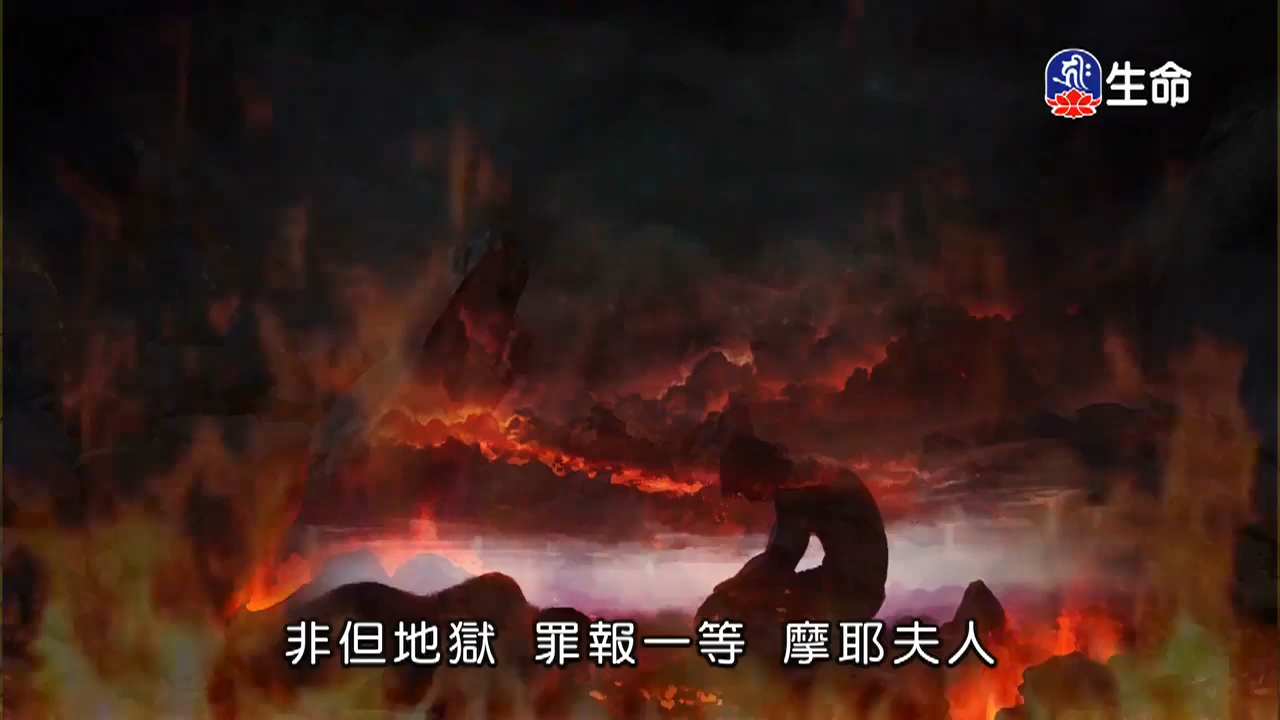 生命
非但地獄 罪報一等 摩耶夫人